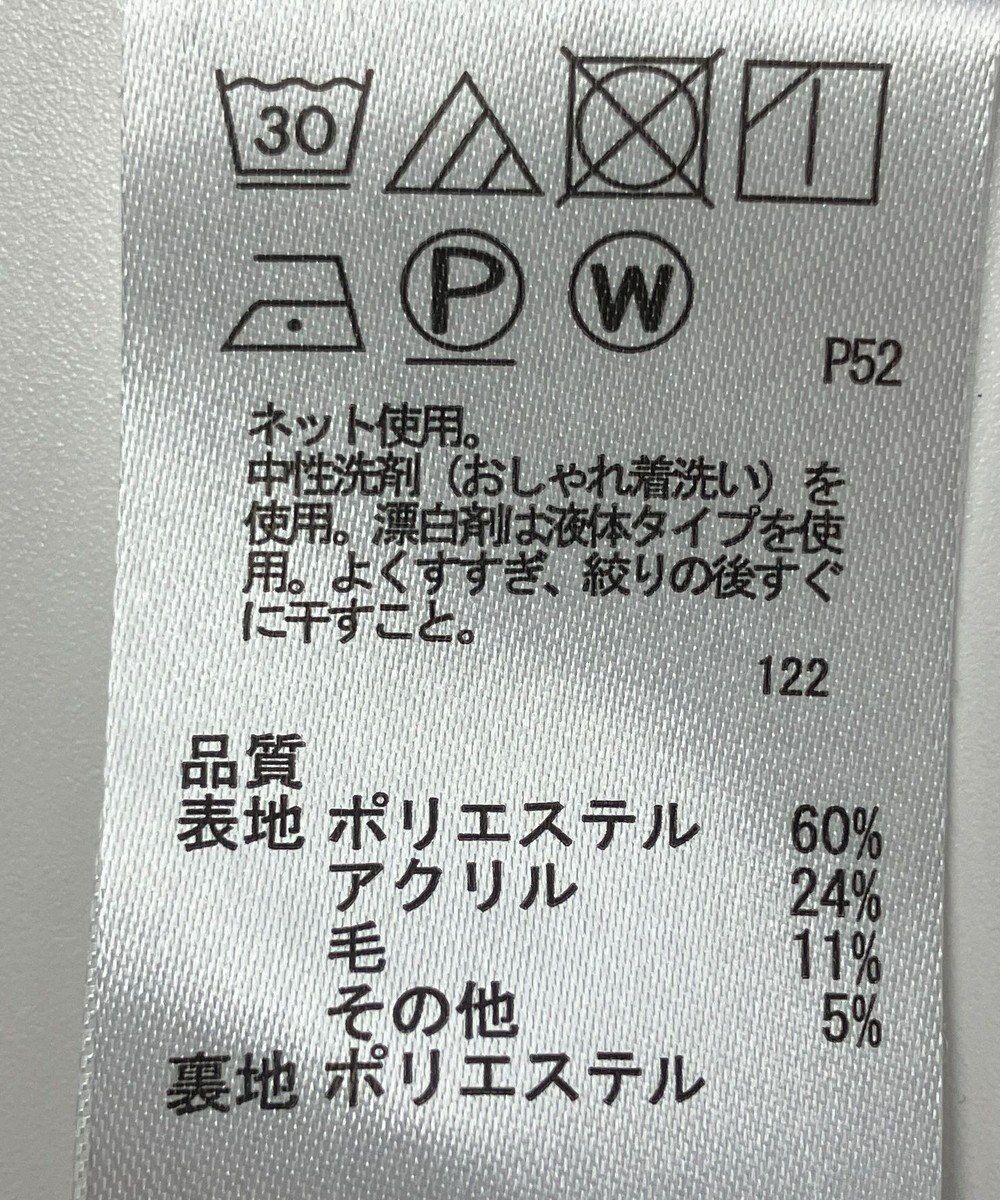 30
P W
P52
ネット使用。
中性洗剤（おしゃれ着洗い）を
使用。漂白剤は液体タイプを使
用。よくすすぎ、絞りの後すぐ
に干すこと。
122
品質
表地 ポリエステル 60%
アクリル 24%
毛 11%
その他 5%
裏地 ポリエステル